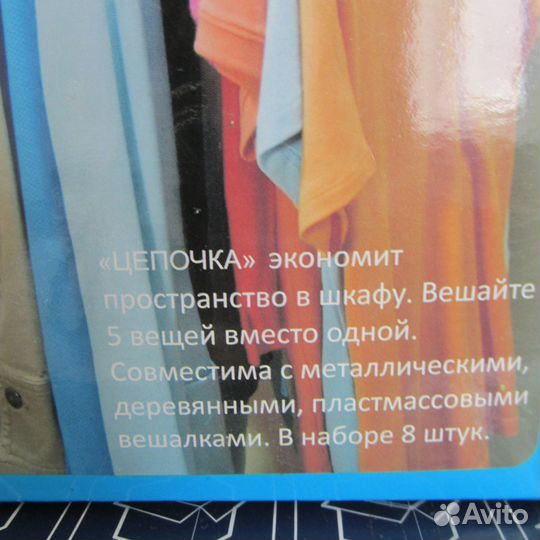 «ЦЕПОЧКА» экономит
пространство в шкафу. Вешайте
5 вещей вместо одной.
Совместима с металлическими,
деревянными, пластмассовыми
вешалками. В наборе 8 штук.
Avito